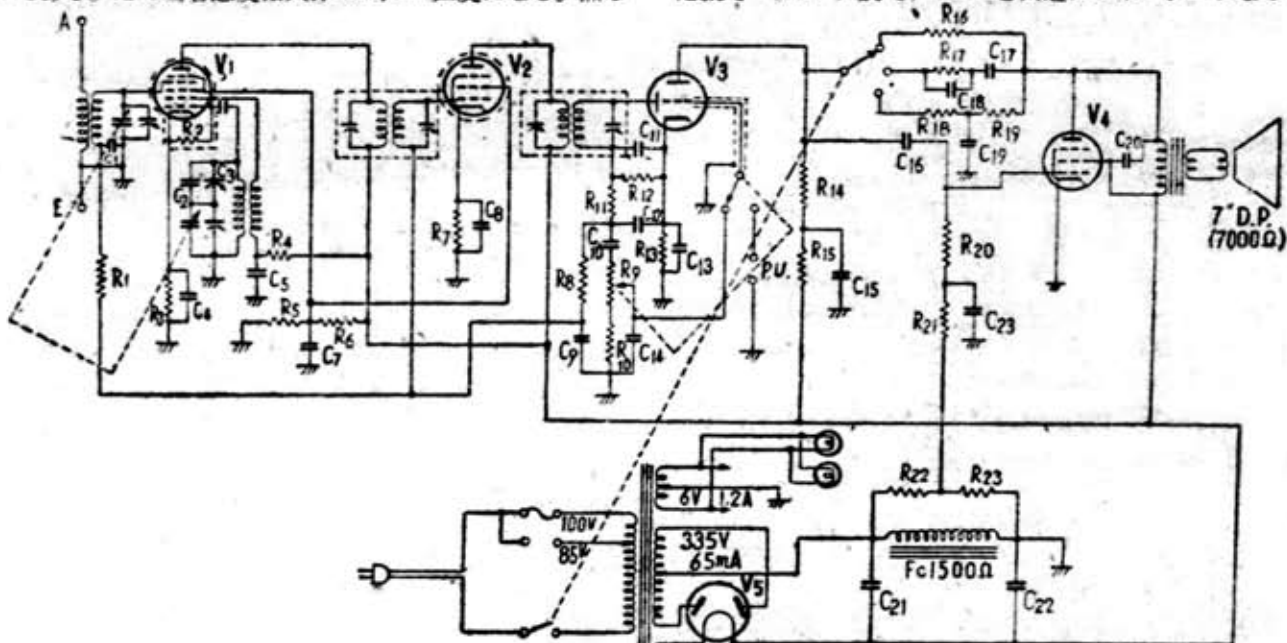 A
V1
V2
V3
R16
R17
C17
C18
R18
R19
C19
V4
C20
7" D.P.
(7000Ω)
R2
C3
C2
C11
R12
R11
C16
R14
E
R1
R4
C5
R7
C8
R8
C10
R9
R13
C13
P.U.
R15
C15
R20
R3
C4
R5
R6
C7
C9
R10
C14
R21
C23
6V 1.2A
R22
R23
100V
85V
335V
65mA
V5
Fc1500Ω
C21
C22